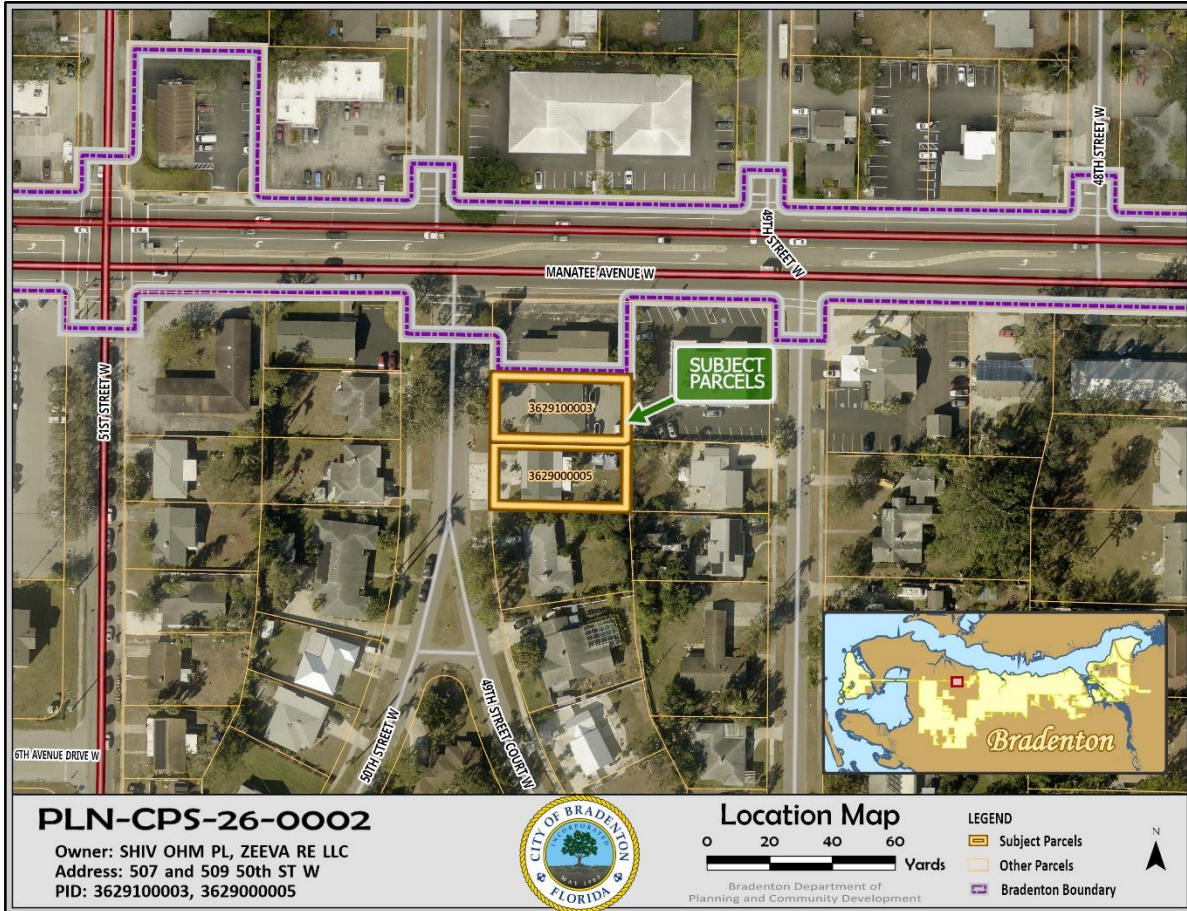 48TH STREET W
49TH STREET W
MANATEE AVENUE W
51ST STREET W
SUBJECT
PARCELS
3629100003
3629000005
50TH STREET W
49TH STREET COURT W
6TH AVENUE DRIVE W
Bradenton
PLN-CPS-26-0002
Owner: SHIV OHM PL, ZEEVA RE LLC
Address: 507 and 509 50th ST W
PID: 3629100003, 3629000005
CITY OF BRADENTON
INCORPORATED
MAY 1903
FLORIDA
Location Map
0 20 40 60
Yards
Bradenton Department of
Planning and Community Development
LEGEND
Subject Parcels
Other Parcels
Bradenton Boundary
N